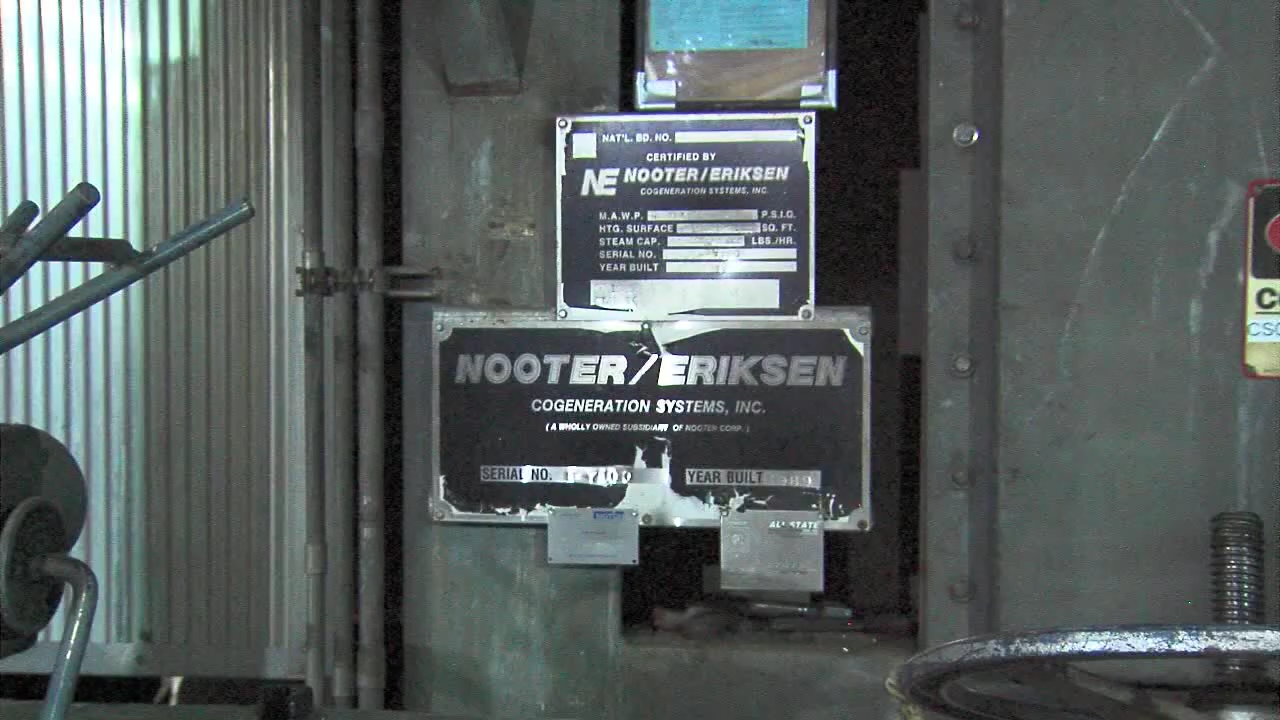 NAT'L. BD. NO.
CERTIFIED BY
NE NOOTER/ERIKSEN
COGENERATION SYSTEMS, INC.
M.A.W.P. P.S.I.G.
HTG. SURFACE SQ. FT.
STEAM CAP. LBS./HR.
SERIAL NO.
YEAR BUILT
NOOTER/ERIKSEN
COGENERATION SYSTEMS, INC.
( A WHOLLY OWNED SUBSIDIARY OF NOOTER CORP. )
SERIAL NO.
YEAR BUILT
ALL STATE